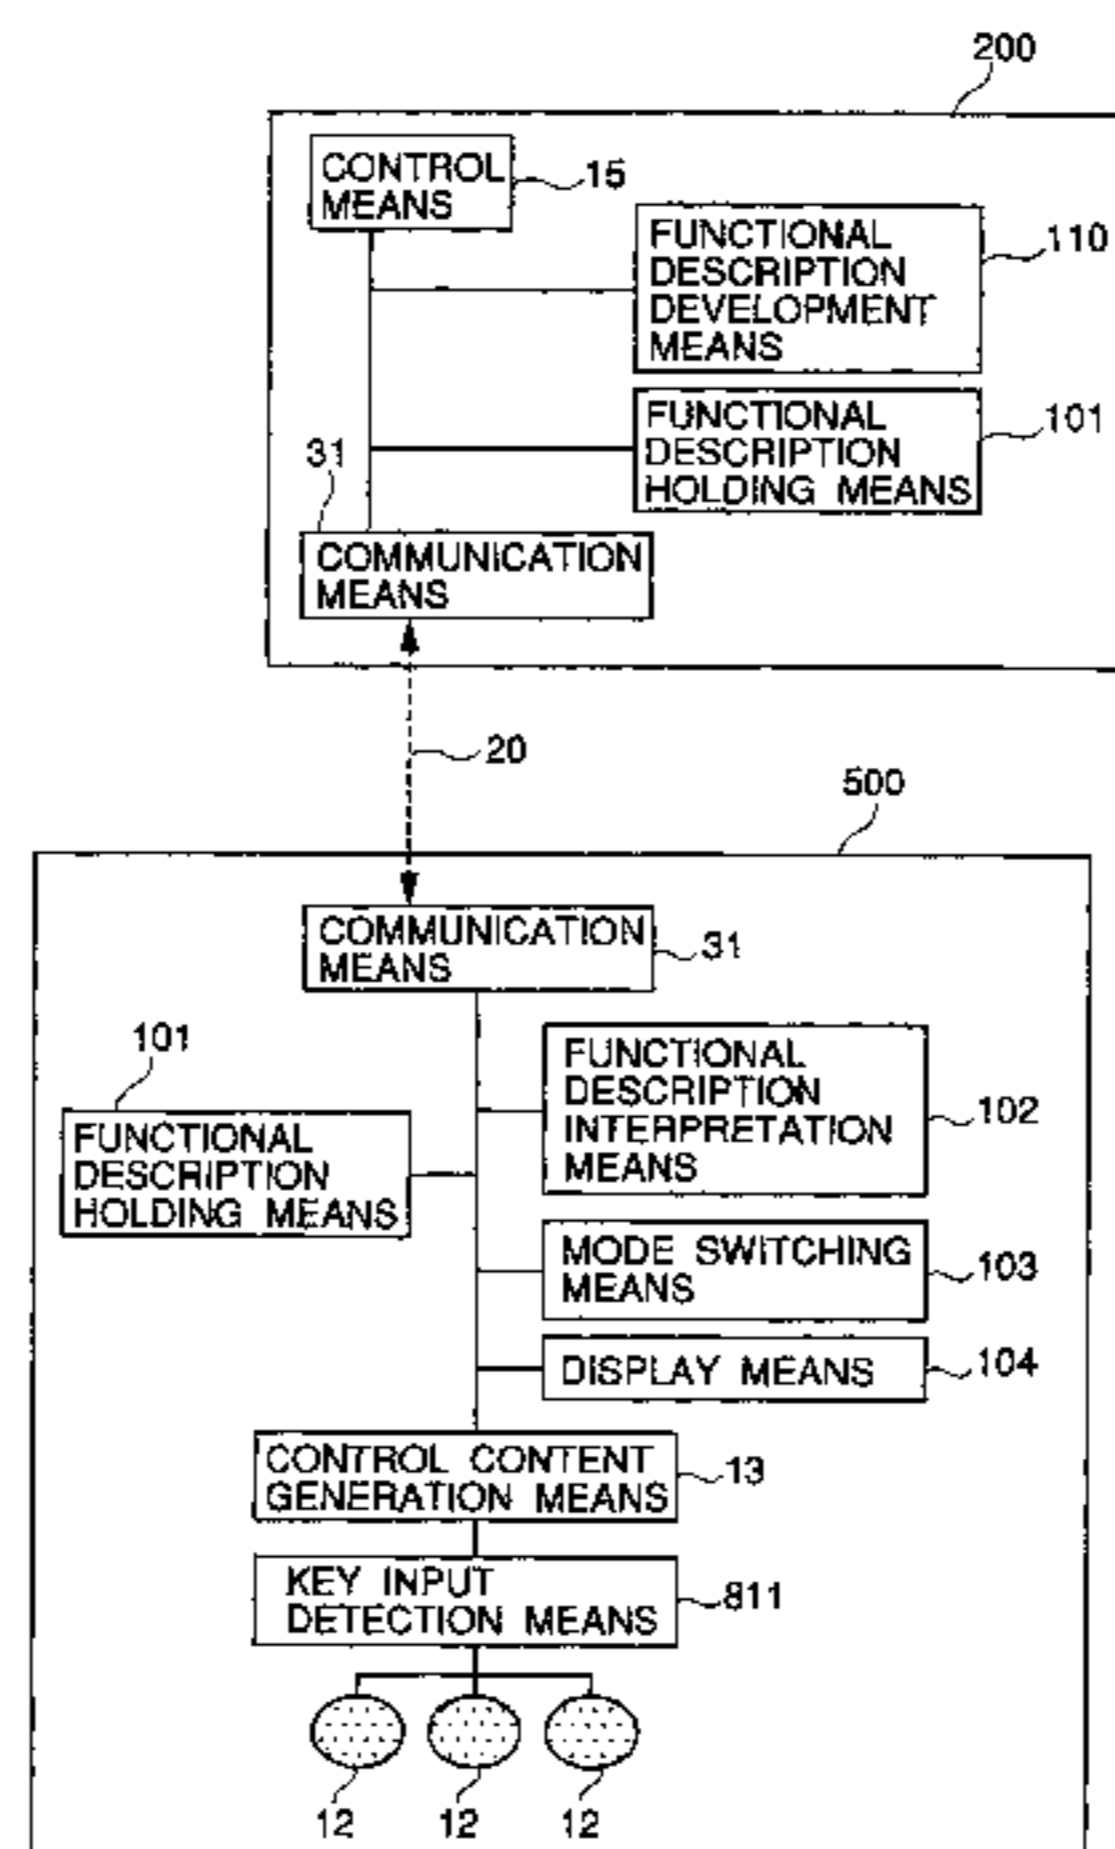 200
CONTROL
MEANS
15
FUNCTIONAL
DESCRIPTION
DEVELOPMENT
MEANS
110
FUNCTIONAL
DESCRIPTION
HOLDING MEANS
101
31
COMMUNICATION
MEANS
20
500
COMMUNICATION
MEANS
31
101
FUNCTIONAL
DESCRIPTION
HOLDING MEANS
FUNCTIONAL
DESCRIPTION
INTERPRETATION
MEANS
102
MODE SWITCHING
MEANS
103
DISPLAY MEANS
104
CONTROL CONTENT
GENERATION MEANS
13
KEY INPUT
DETECTION MEANS
811
12
12
12